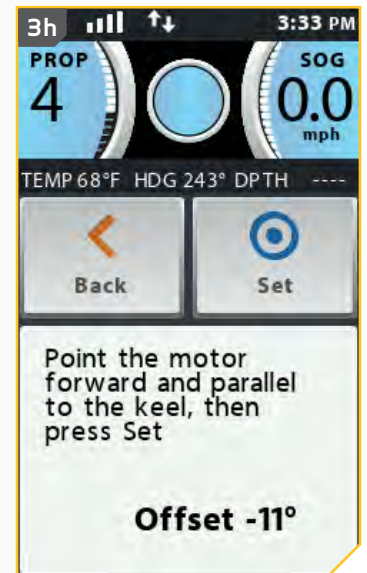 3h 3:33 PM
PROP SOG
4 0.0
mph
TEMP 68°F HDG 243° DPTH ----
Back Set
Point the motor
forward and parallel
to the keel, then
press Set
Offset -11°